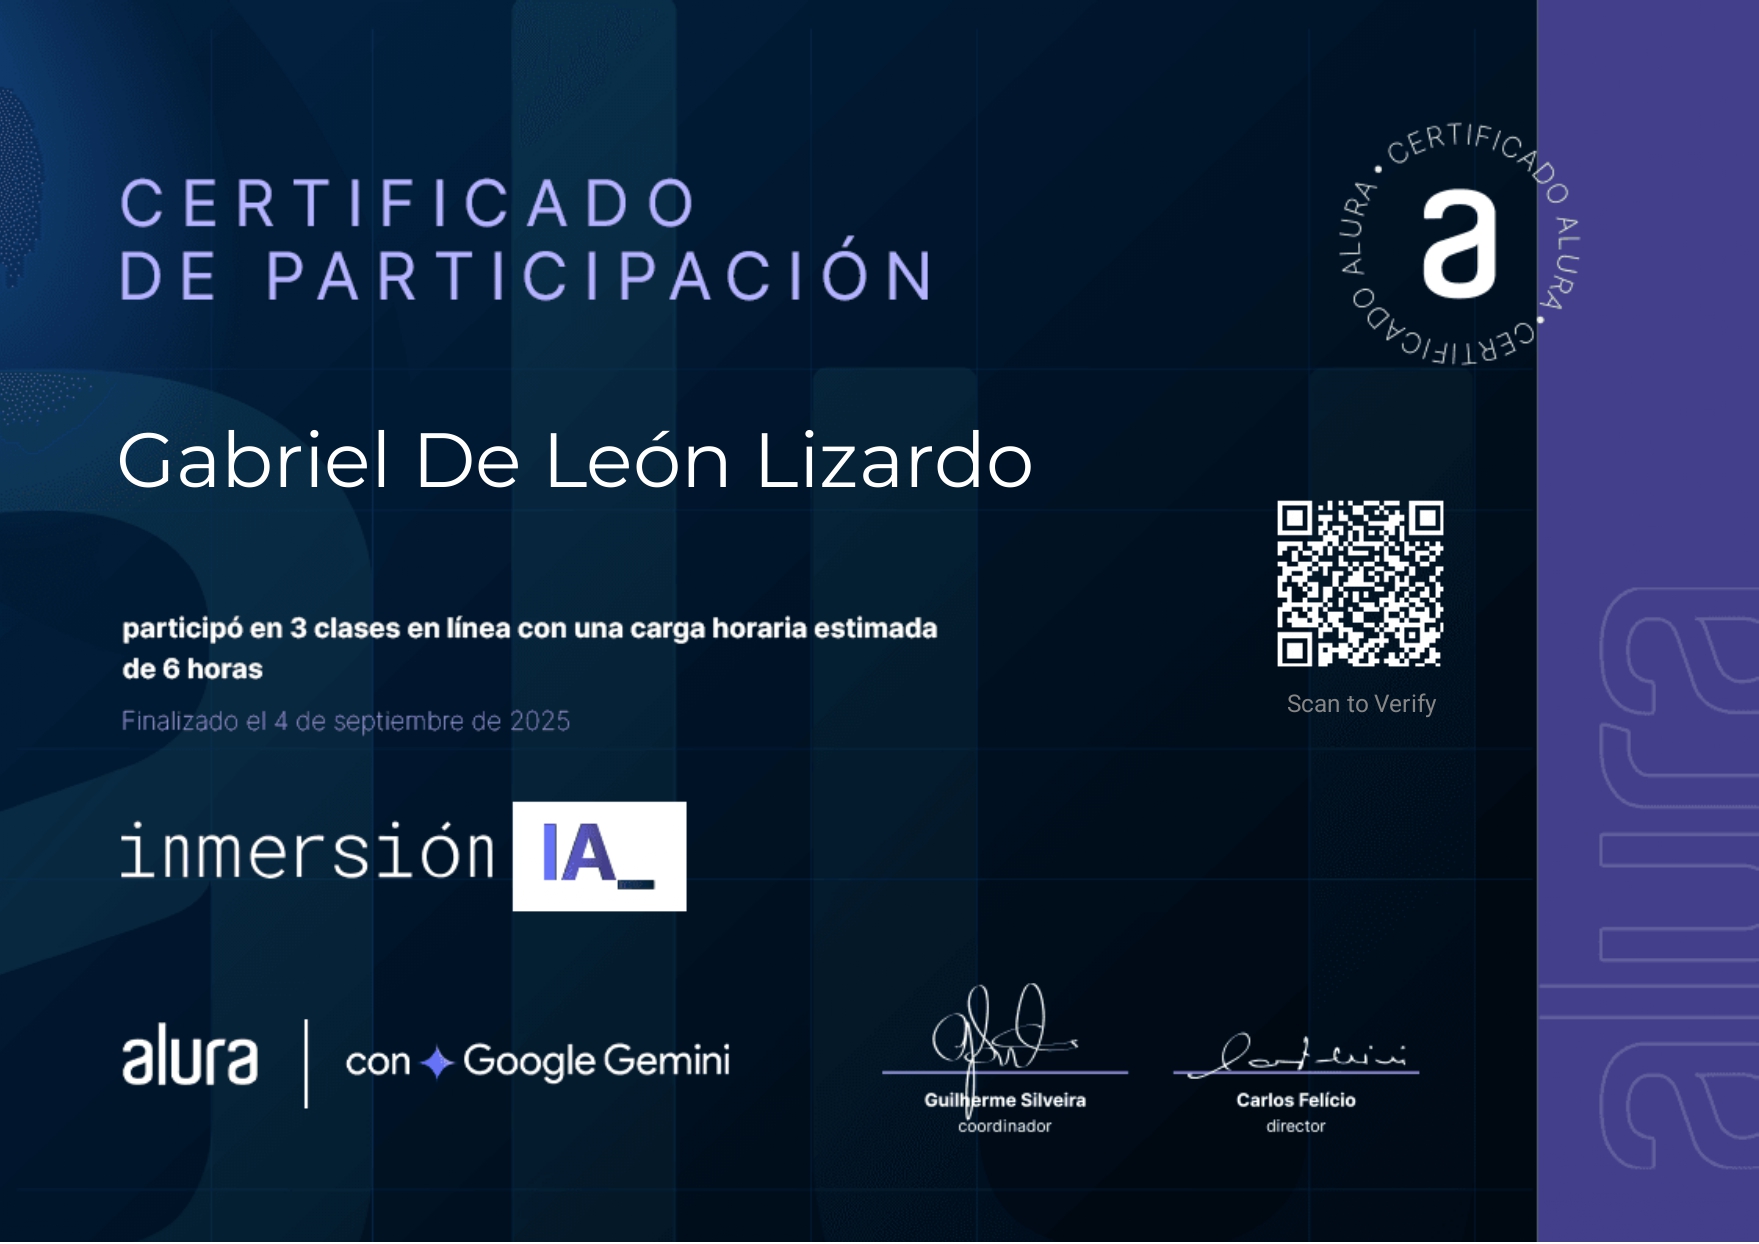 CERTIFICADO
DE PARTICIPACIÓN
CERTIFICADO ALURA • CERTIFICADO ALURA •
a
Gabriel De León Lizardo
participó en 3 clases en línea con una carga horaria estimada
de 6 horas
Finalizado el 4 de septiembre de 2025
Scan to Verify
inmersión IA_
alura
con Google Gemini
Guilherme Silveira
coordinador
Carlos Felício
director
alura